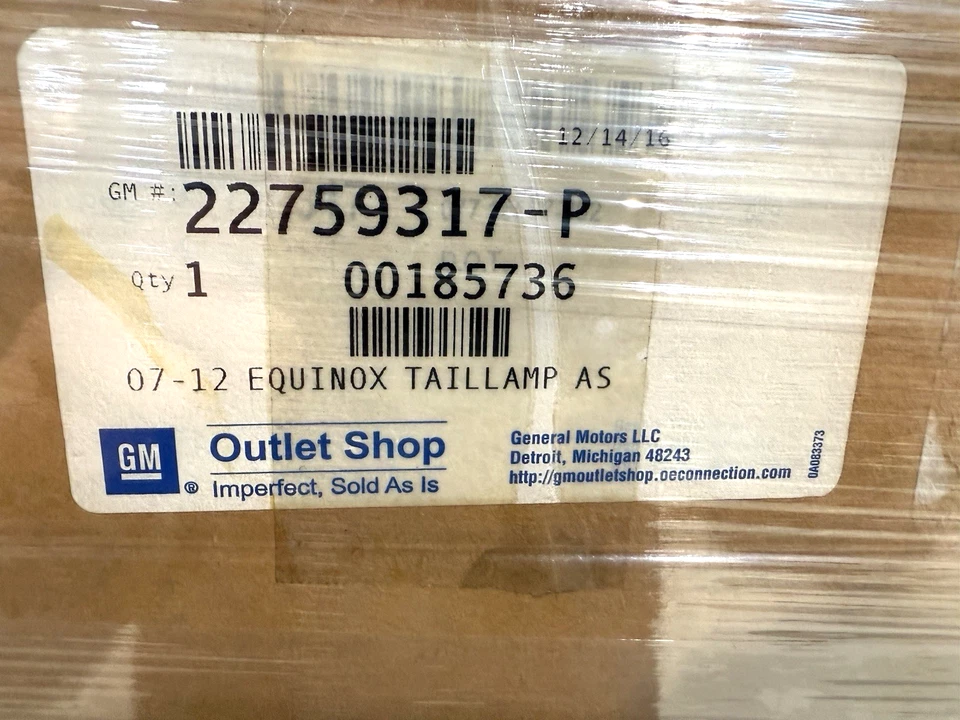 12/14/16
GM #: 22759317-P
Qty 1 00185736
07-12 EQUINOX TAILLAMP AS
GM ® Outlet Shop
Imperfect, Sold As Is
General Motors LLC
Detroit, Michigan 48243
http://gmoutletshop.oeconnection.com
0A083373